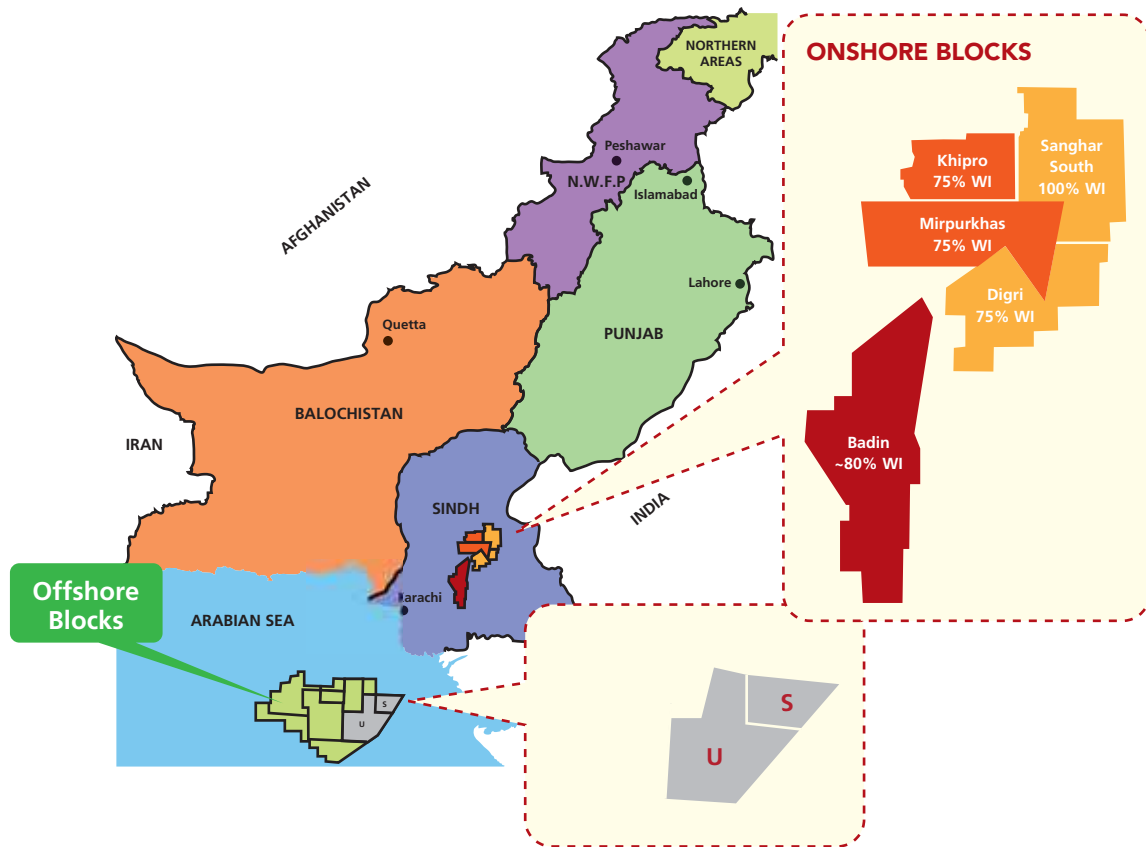 NORTHERN
AREAS
Peshawar
N.W.F.P
Islamabad
AFGHANISTAN
Lahore
Quetta
PUNJAB
BALOCHISTAN
IRAN
SINDH
INDIA
Offshore
Blocks
arachi
ARABIAN SEA
S
U
ONSHORE BLOCKS
Khipro
75% WI
Sanghar
South
100% WI
Mirpurkhas
75% WI
Digri
75% WI
Badin
~80% WI
S
U